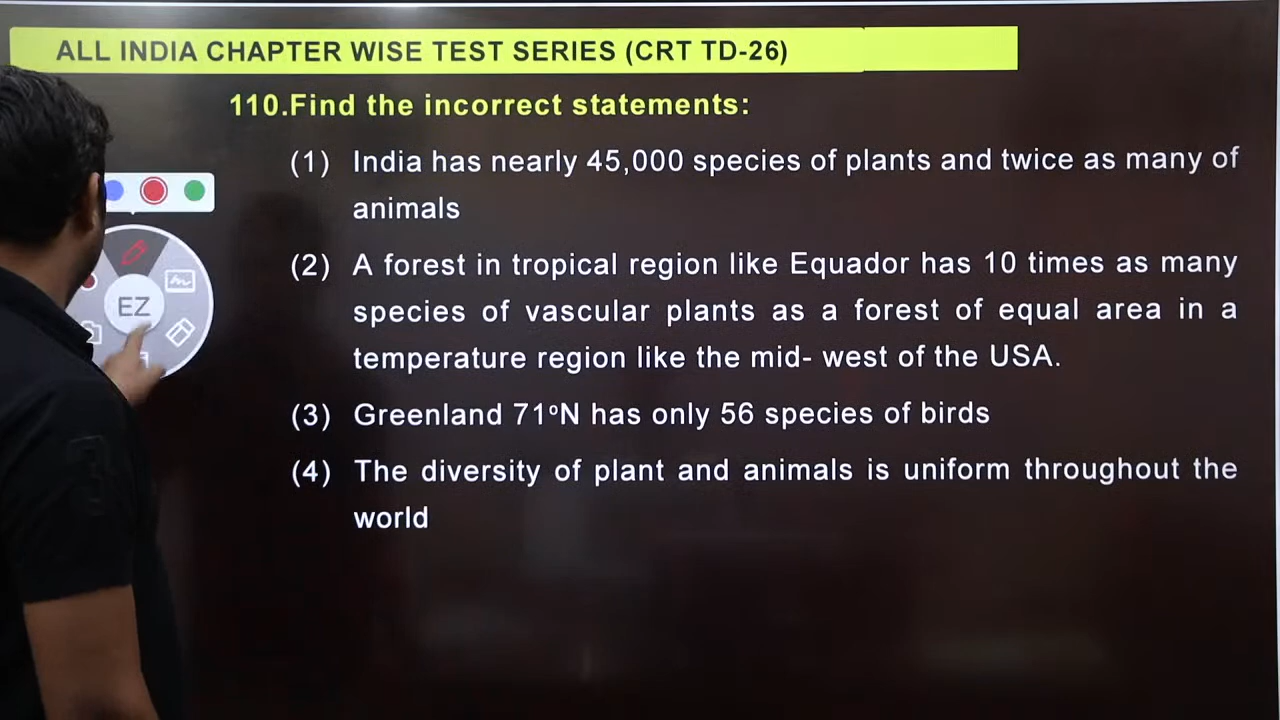 ALL INDIA CHAPTER WISE TEST SERIES (CRT TD-26)
110.Find the incorrect statements:
(1) India has nearly 45,000 species of plants and twice as many of
animals
(2) A forest in tropical region like Equador has 10 times as many
EZ
species of vascular plants as a forest of equal area in a
temperature region like the mid- west of the USA.
(3) Greenland 71ºN has only 56 species of birds
(4) The diversity of plant and animals is uniform throughout the
world